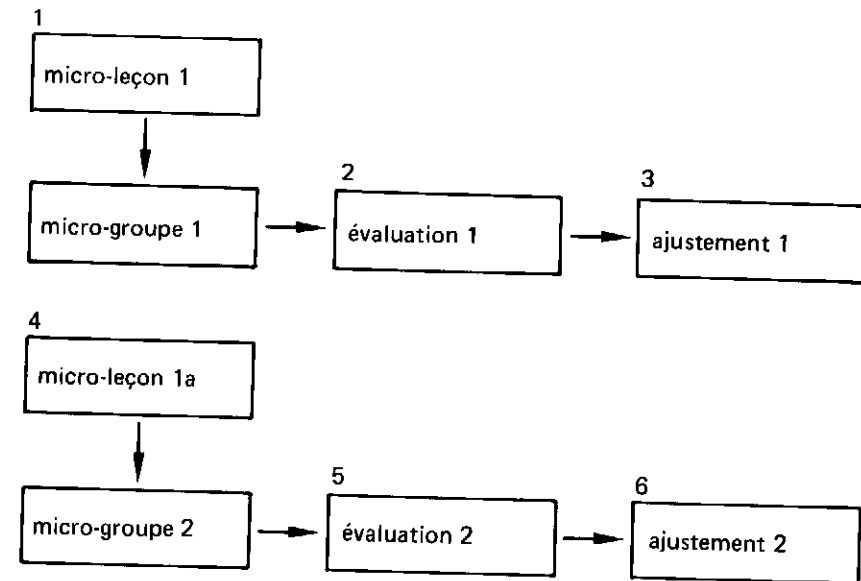 1
micro-leçon 1
micro-groupe 1
2
évaluation 1
3
ajustement 1
4
micro-leçon 1a
micro-groupe 2
5
évaluation 2
6
ajustement 2